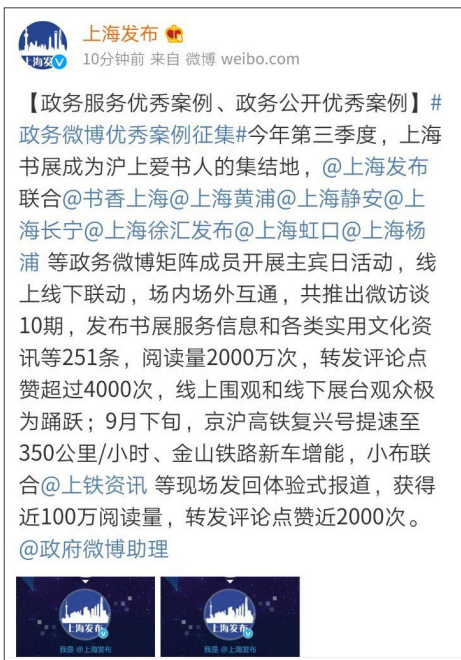 上海发布
10分钟前 来自 微博 weibo.com
【政务服务优秀案例、政务公开优秀案例】#
政务微博优秀案例征集#今年第三季度，上海
书展成为沪上爱书人的集结地，@上海发布
联合@书香上海@上海黄浦@上海静安@上
海长宁@上海徐汇发布@上海虹口@上海杨
浦 等政务微博矩阵成员开展主宾日活动，线
上线下联动，场内场外互通，共推出微访谈
10期，发布书展服务信息和各类实用文化资
讯等251条，阅读量2000万次，转发评论点
赞超过4000次，线上围观和线下展台观众极
为踊跃；9月下旬，京沪高铁复兴号提速至
350公里/小时、金山铁路新车增能，小布联
合@上铁资讯 等现场发回体验式报道，获得
近100万阅读量，转发评论点赞近2000次。
@政府微博助理
上海发布
我是 @上海发布
上海发布
我是 @上海发布